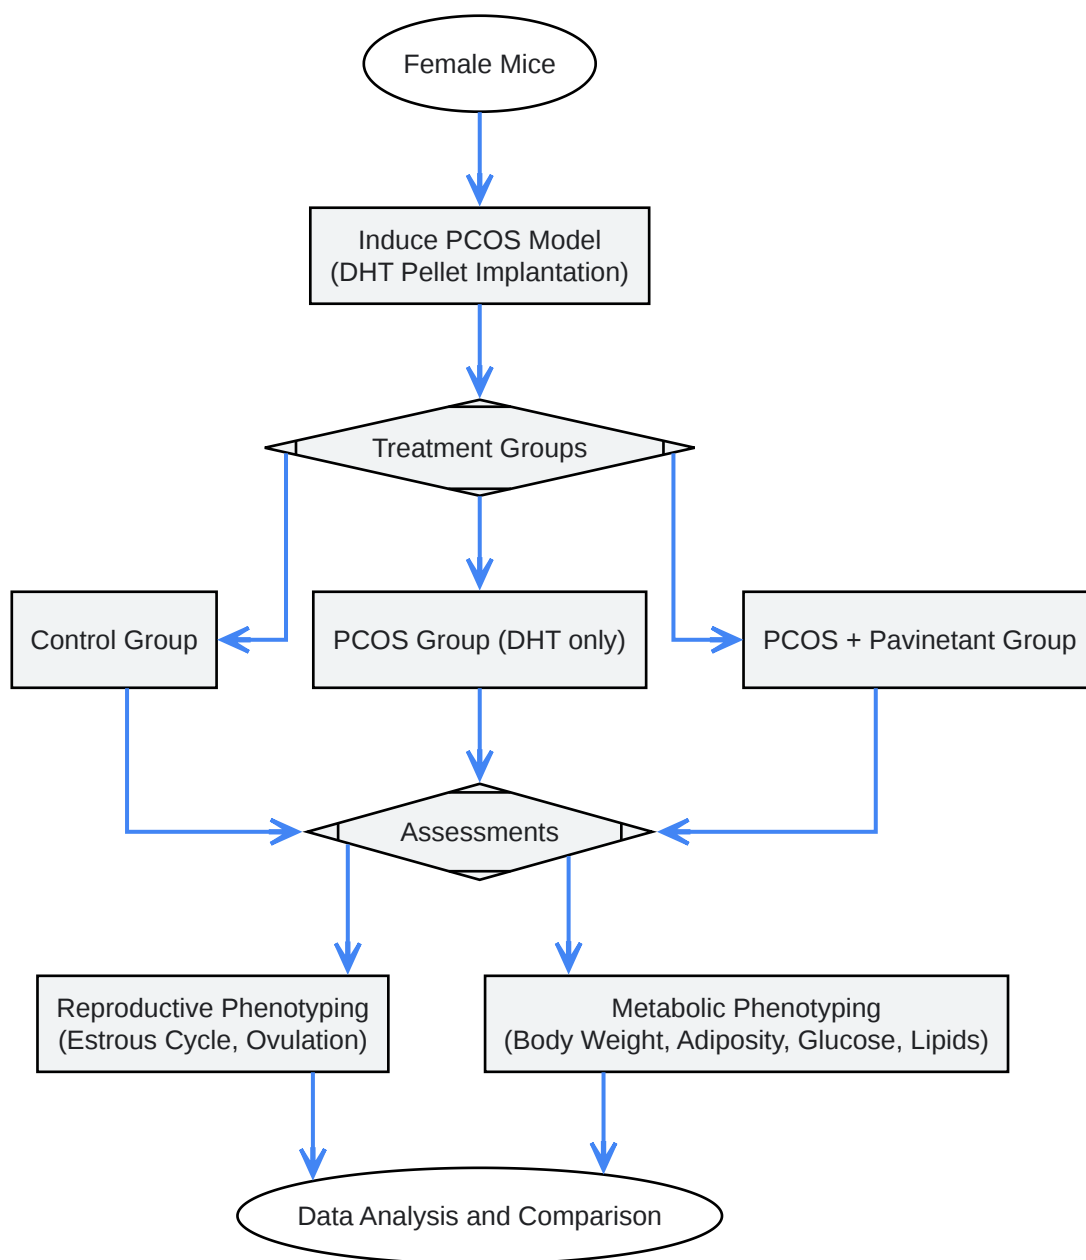 Female Mice
Induce PCOS Model
(DHT Pellet Implantation)
Treatment Groups
Control Group
PCOS Group (DHT only)
PCOS + Pavinetant Group
Assessments
Reproductive Phenotyping
(Estrous Cycle, Ovulation)
Metabolic Phenotyping
(Body Weight, Adiposity, Glucose, Lipids)
Data Analysis and Comparison